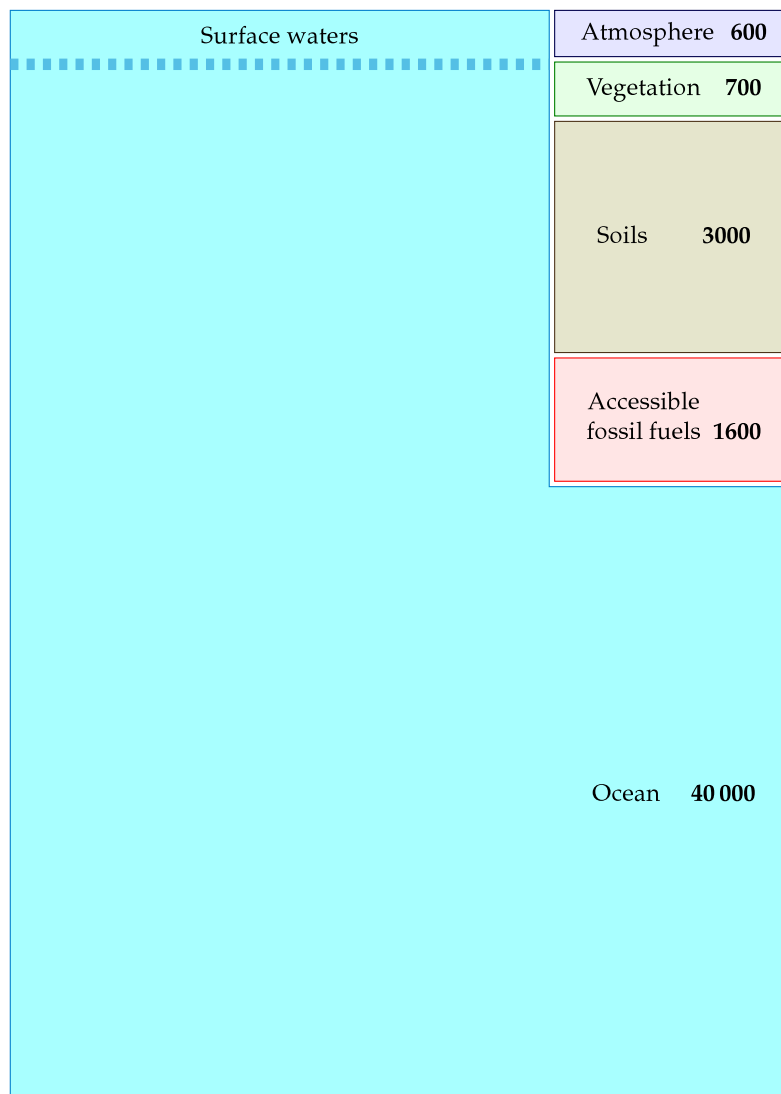 Surface waters
Atmosphere 600
Vegetation 700
Soils 3000
Accessible
fossil fuels 1600
Ocean 40 000